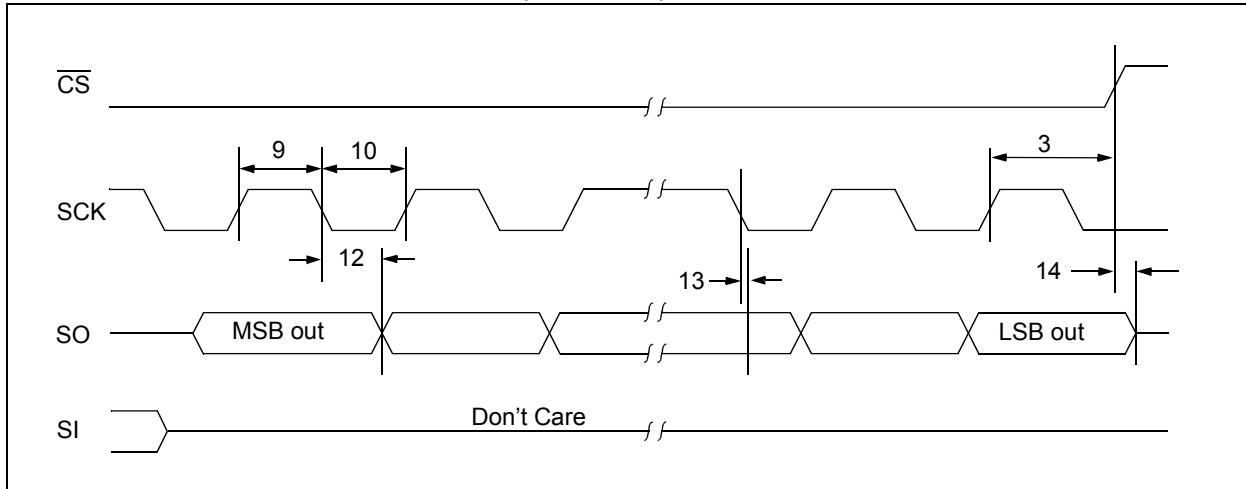 CS
9
10
3
SCK
12
13
14
SO
MSB out
LSB out
SI
Don't Care